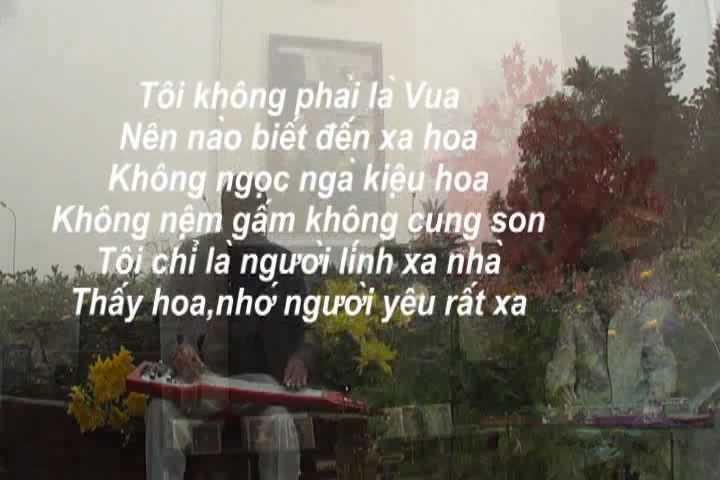 Tôi không phải là Vua
Nên nào biết đến xa hoa
Không ngọc ngà kiệu hoa
Không nệm gấm không cung son
Tôi chỉ là người lính xa nhà
Thấy hoa,nhớ người yêu rất xa